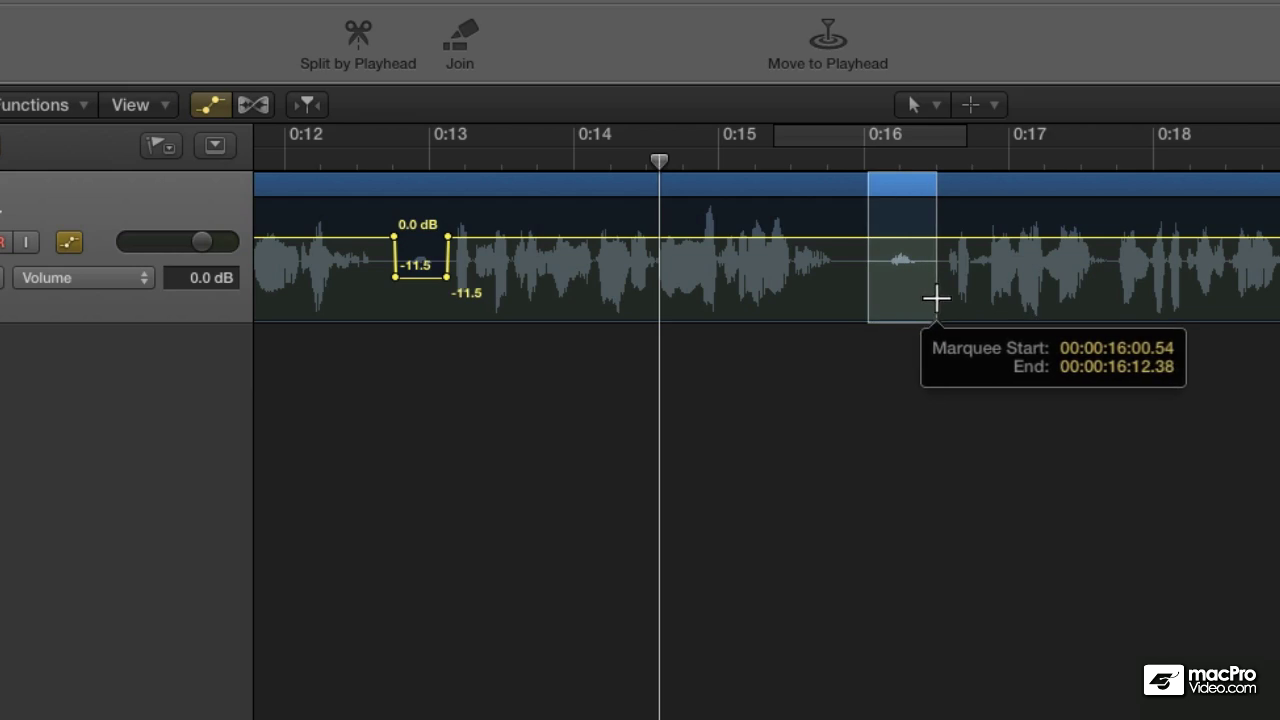 Split by Playhead
Join
Move to Playhead
unctions
View
0:12
0:13
0:14
0:15
0:16
0:17
0:18
R
I
0.0 dB
-11.5
-11.5
Volume
0.0 dB
Marquee Start: 00:00:16:00.54
End: 00:00:16:12.38
macPro
Video.com